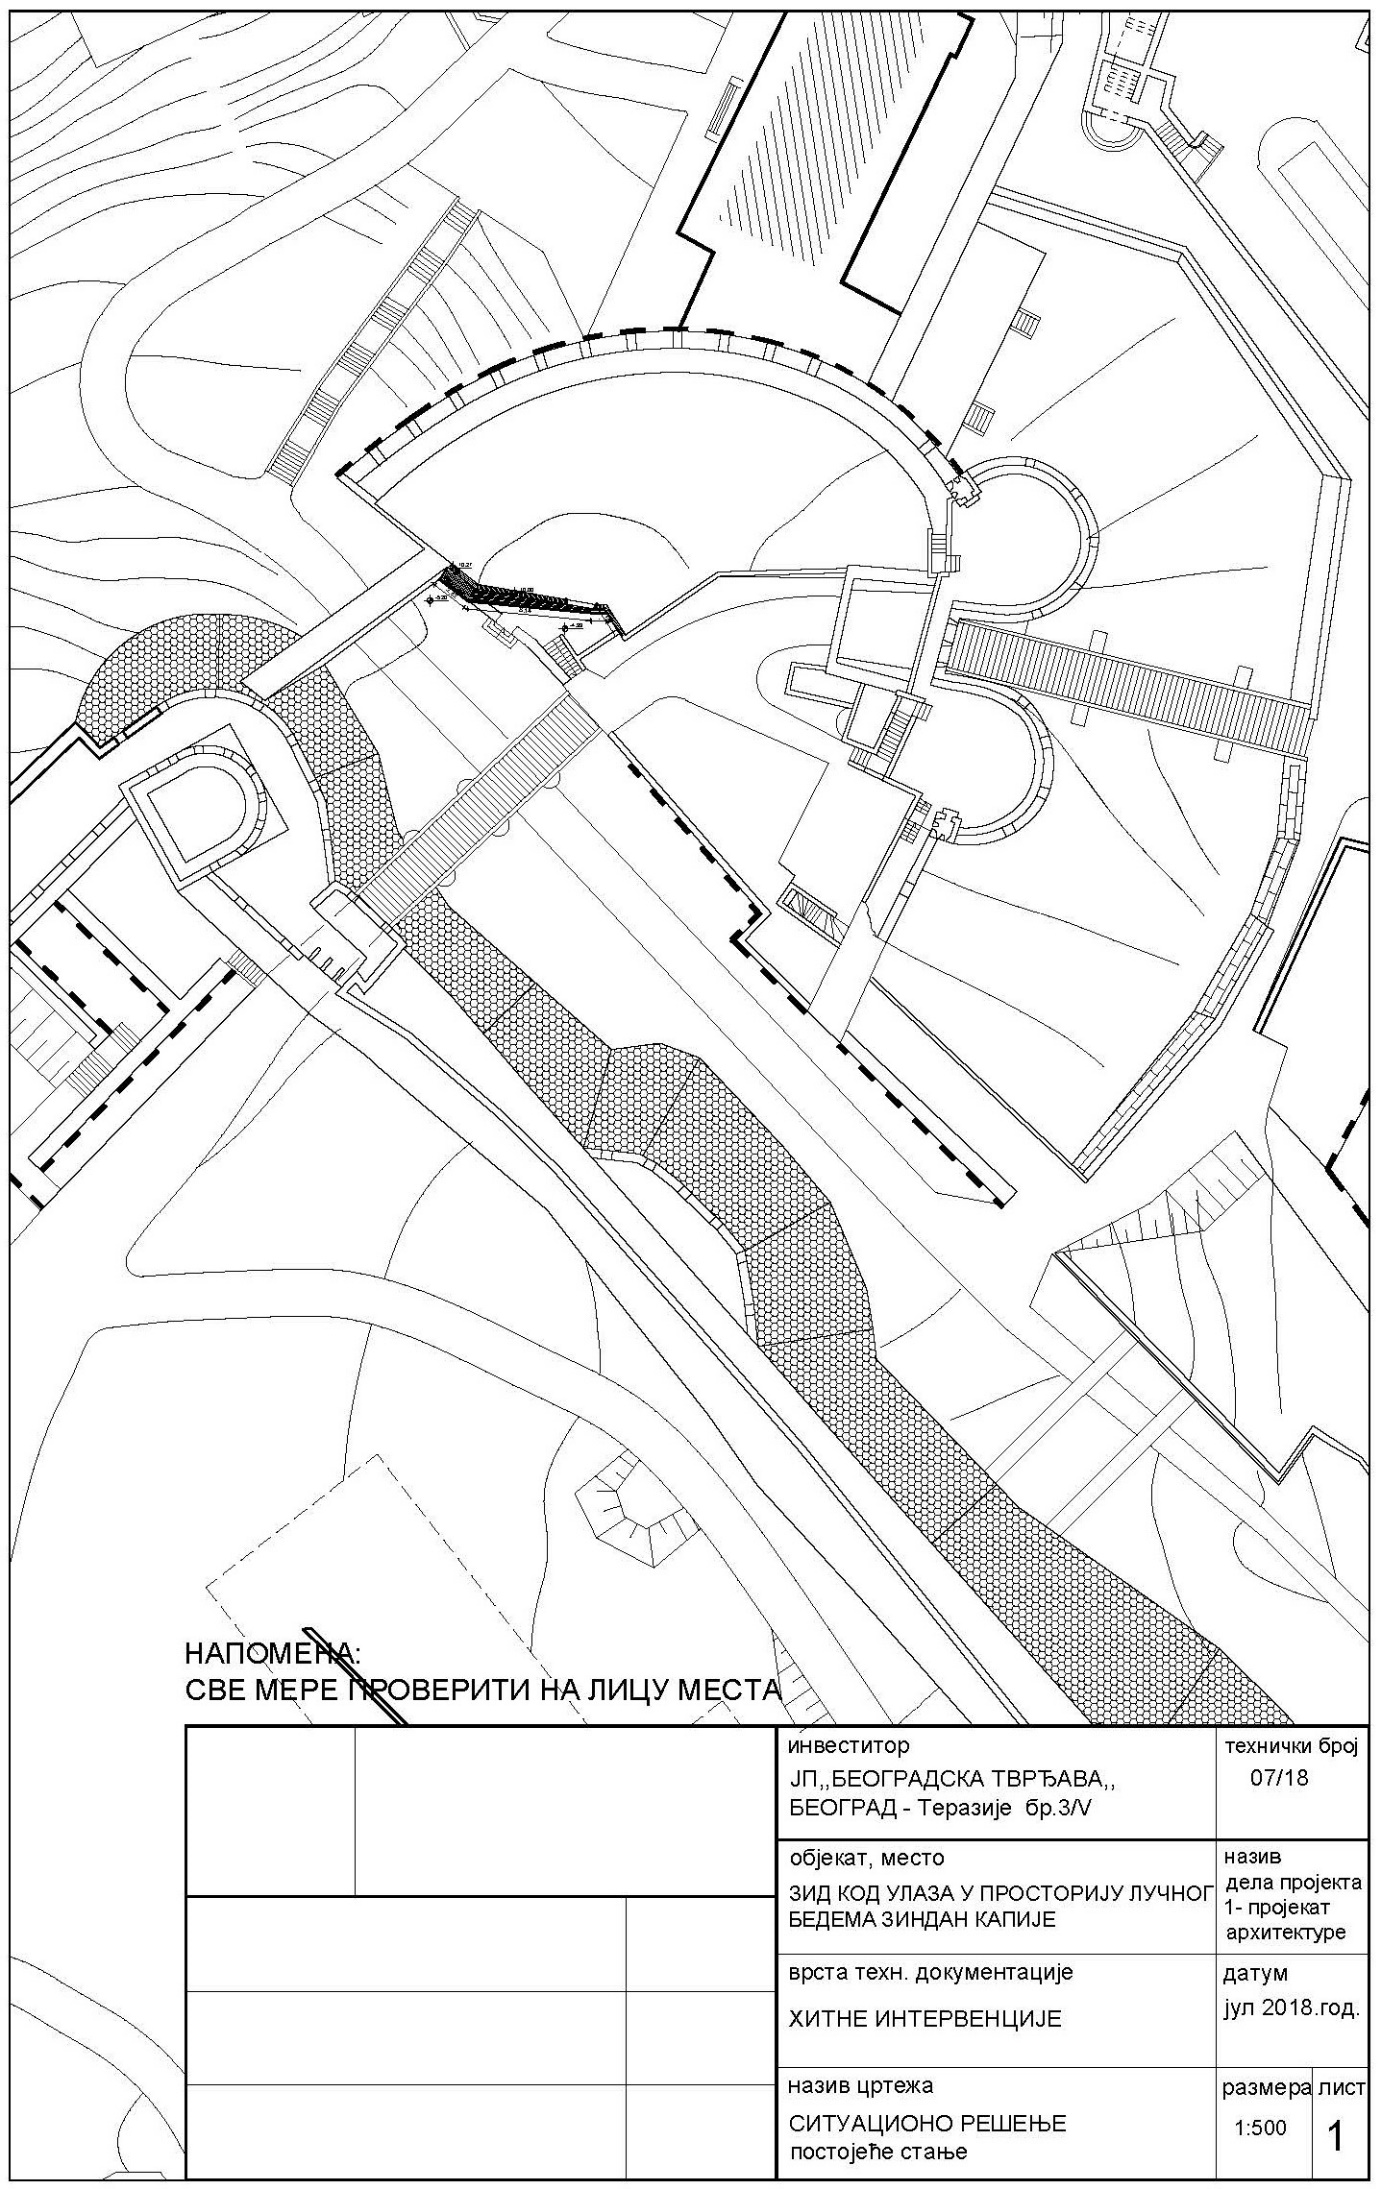 НАПОМЕНА:
СВЕ МЕРЕ ПРОВЕРИТИ НА ЛИЦУ МЕСТА
инвеститор
ЈП,,БЕОГРАДСКА ТВРЂАВА,,
БЕОГРАД - Теразије бр.3/V
технички број
07/18
објекат, место
ЗИД КОД УЛАЗА У ПРОСТОРИЈУ ЛУЧНОГ
БЕДЕМА ЗИНДАН КАПИЈЕ
назив
дела пројекта
1- пројекат
архитектуре
врста техн. документације
ХИТНЕ ИНТЕРВЕНЦИЈЕ
датум
јул 2018.год.
назив цртежа
СИТУАЦИОНО РЕШЕЊЕ
постојеће стање
размера
1:500
лист
1